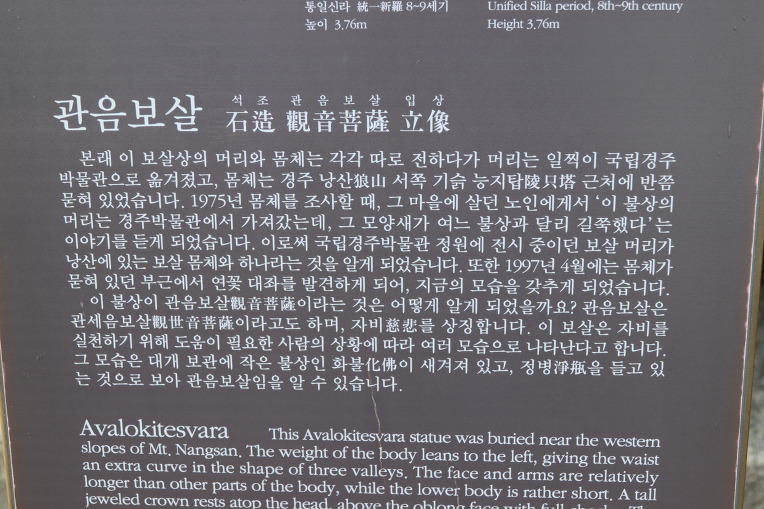 통일신라 統一新羅 8~9세기
높이 3.76m
Unified Silla period, 8th~9th century
Height 3.76m
석조 관음보살 입상
관음보살 石造 觀音菩薩 立像
본래 이 보살상의 머리와 몸체는 각각 따로 전하다가 머리는 일찍이 국립경주
박물관으로 옮겨졌고, 몸체는 경주 낭산狼山 서쪽 기슭 능지탑陵只塔 근처에 반쯤
묻혀 있었습니다. 1975년 몸체를 조사할 때, 그 마을에 살던 노인에게서 ‘이 불상의
머리는 경주박물관에서 가져갔는데, 그 모양새가 여느 불상과 달리 길쭉했다’는
이야기를 듣게 되었습니다. 이로써 국립경주박물관 정원에 전시 중이던 보살 머리가
낭산에 있는 보살 몸체와 하나라는 것을 알게 되었습니다. 또한 1997년 4월에는 몸체가
묻혀 있던 부근에서 연꽃 대좌를 발견하게 되어, 지금의 모습을 갖추게 되었습니다.
이 불상이 관음보살觀音菩薩이라는 것은 어떻게 알게 되었을까요? 관음보살은
관세음보살觀世音菩薩이라고도 하며, 자비慈悲를 상징합니다. 이 보살은 자비를
실천하기 위해 도움이 필요한 사람의 상황에 따라 여러 모습으로 나타난다고 합니다.
그 모습은 대개 보관에 작은 불상인 화불化佛이 새겨져 있고, 정병淨甁을 들고 있
는 것으로 보아 관음보살임을 알 수 있습니다.
Avalokitesvara This Avalokitesvara statue was buried near the western
slopes of Mt. Nangsan. The weight of the body leans to the left, giving the waist
an extra curve in the shape of three valleys. The face and arms are relatively
longer than other parts of the body, while the lower body is rather short. A tall
jeweled crown rests atop the head, above the oblong face with full